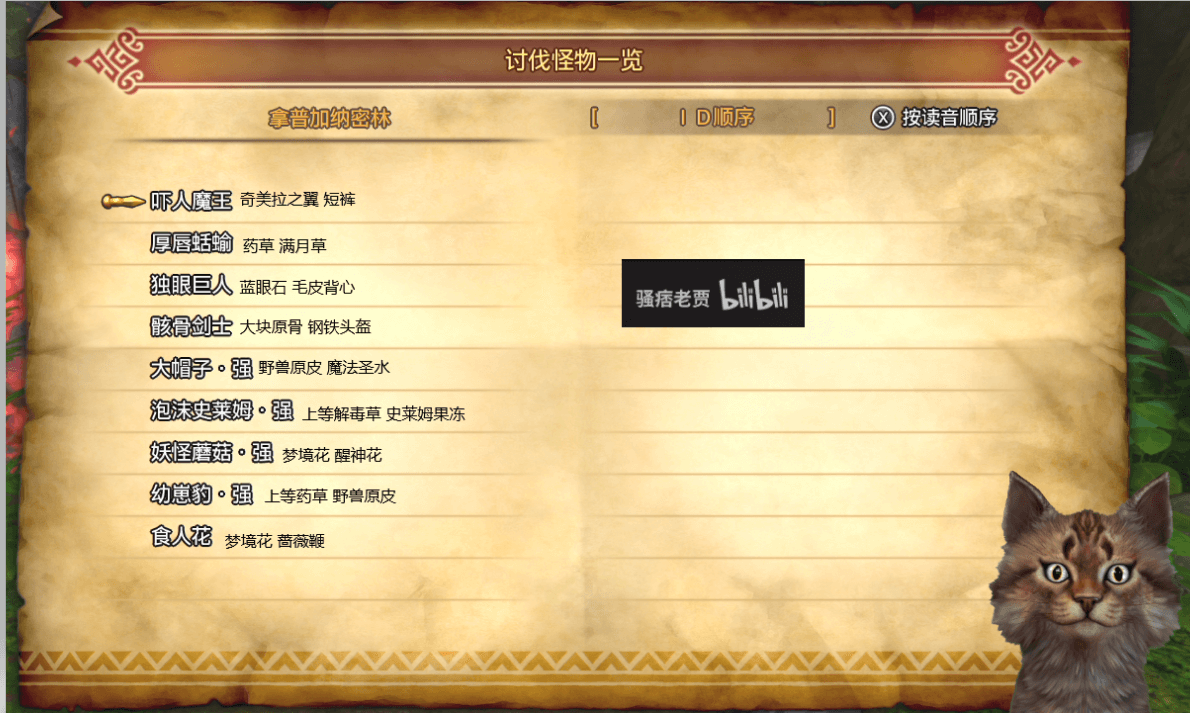 讨伐怪物一览
拿普加纳密林 [ ID顺序 ] X 按读音顺序
吓人魔王 奇美拉之翼 短裤
厚唇蛞蝓 药草 满月草
独眼巨人 蓝眼石 毛皮背心
骸骨剑士 大块原骨 钢铁头盔
大帽子·强 野兽原皮 魔法圣水
泡沫史莱姆·强 上等解毒草 史莱姆果冻
妖怪蘑菇·强 梦境花 醒神花
幼崽豹·强 上等药草 野兽原皮
食人花 梦境花 蔷薇鞭
骚痞老贾 bilibili